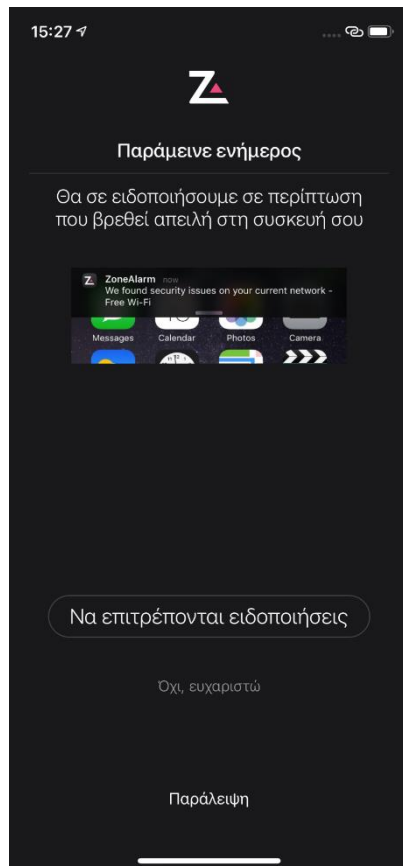 15:27
Παράμεινε ενήμερος
Θα σε ειδοποιήσουμε σε περίπτωση
που βρεθεί απειλή στη συσκευή σου
ZoneAlarm now
We found security issues on your current network -
Free Wi-Fi
Messages Calendar Photos Camera
Να επιτρέπονται ειδοποιήσεις
Όχι, ευχαριστώ
Παράλειψη